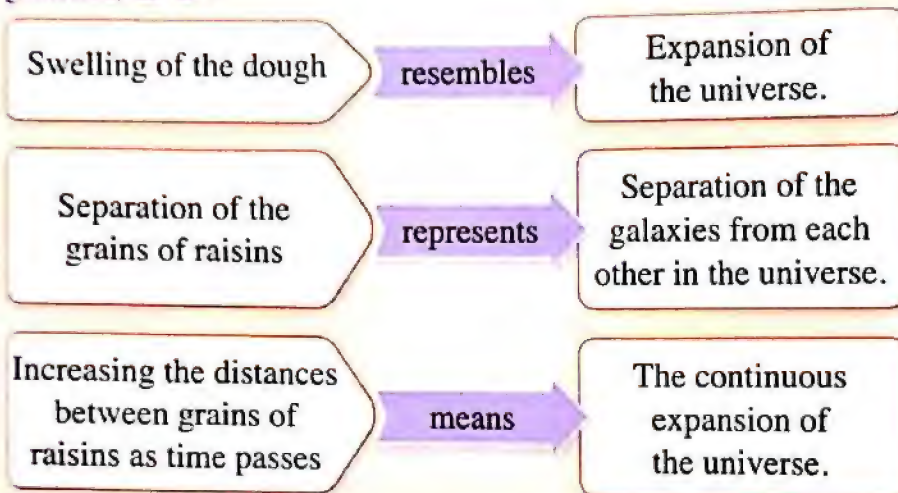 Swelling of the dough
resembles
Expansion of
the universe.
Separation of the
grains of raisins
represents
Separation of the
galaxies from each
other in the universe.
Increasing the distances
between grains of
raisins as time passes
means
The continuous
expansion of
the universe.